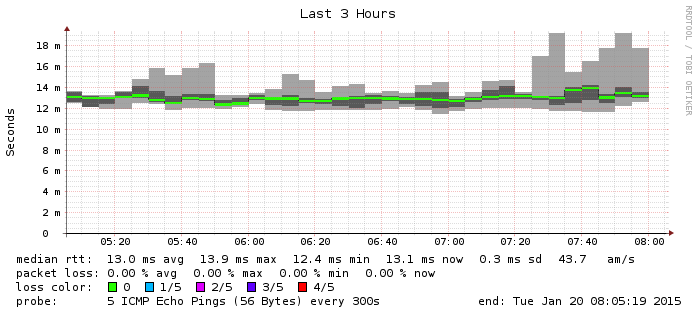 Last 3 Hours
RRDTOOL / TOBI OETIKER
Seconds
18 m
16 m
14 m
12 m
10 m
8 m
6 m
4 m
2 m
0
05:20 05:40 06:00 06:20 06:40 07:00 07:20 07:40 08:00
median rtt: 13.0 ms avg 13.9 ms max 12.4 ms min 13.1 ms now 0.3 ms sd 43.7 am/s
packet loss: 0.00 % avg 0.00 % max 0.00 % min 0.00 % now
loss color: 0 1/5 2/5 3/5 4/5
probe: 5 ICMP Echo Pings (56 Bytes) every 300s end: Tue Jan 20 08:05:19 2015